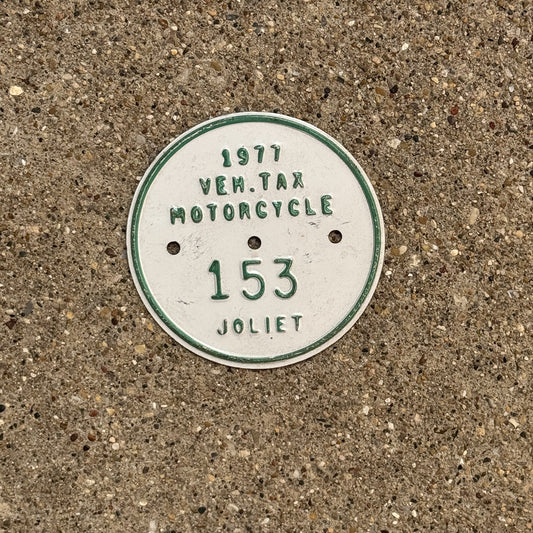 1977
VEH.TAX
MOTORCYCLE
153
JOLIET